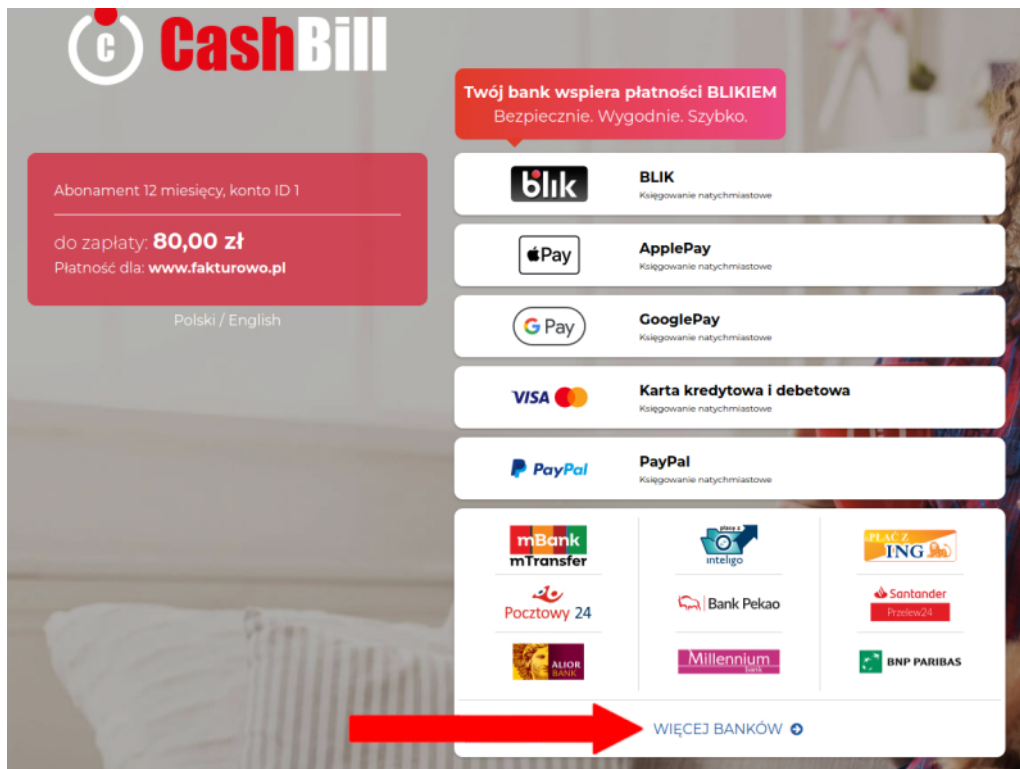 CashBill
Twój bank wspiera płatności BLIKIEM
Bezpiecznie. Wygodnie. Szybko.
Abonament 12 miesięcy, konto ID 1
do zapłaty: 80,00 zł
Płatność dla: www.fakturowo.pl
Polski / English
blik
BLIK
Księgowanie natychmiastowe
Pay
ApplePay
Księgowanie natychmiastowe
G Pay
GooglePay
Księgowanie natychmiastowe
VISA
Karta kredytowa i debetowa
Księgowanie natychmiastowe
PayPal
PayPal
Księgowanie natychmiastowe
mBank
mTransfer
płacę z
inteligo
PŁAĆ Z
ING
Pocztowy 24
Bank Pekao
Santander
Przelew24
ALIOR
BANK
Millennium
bank
BNP PARIBAS
WIĘCEJ BANKÓW